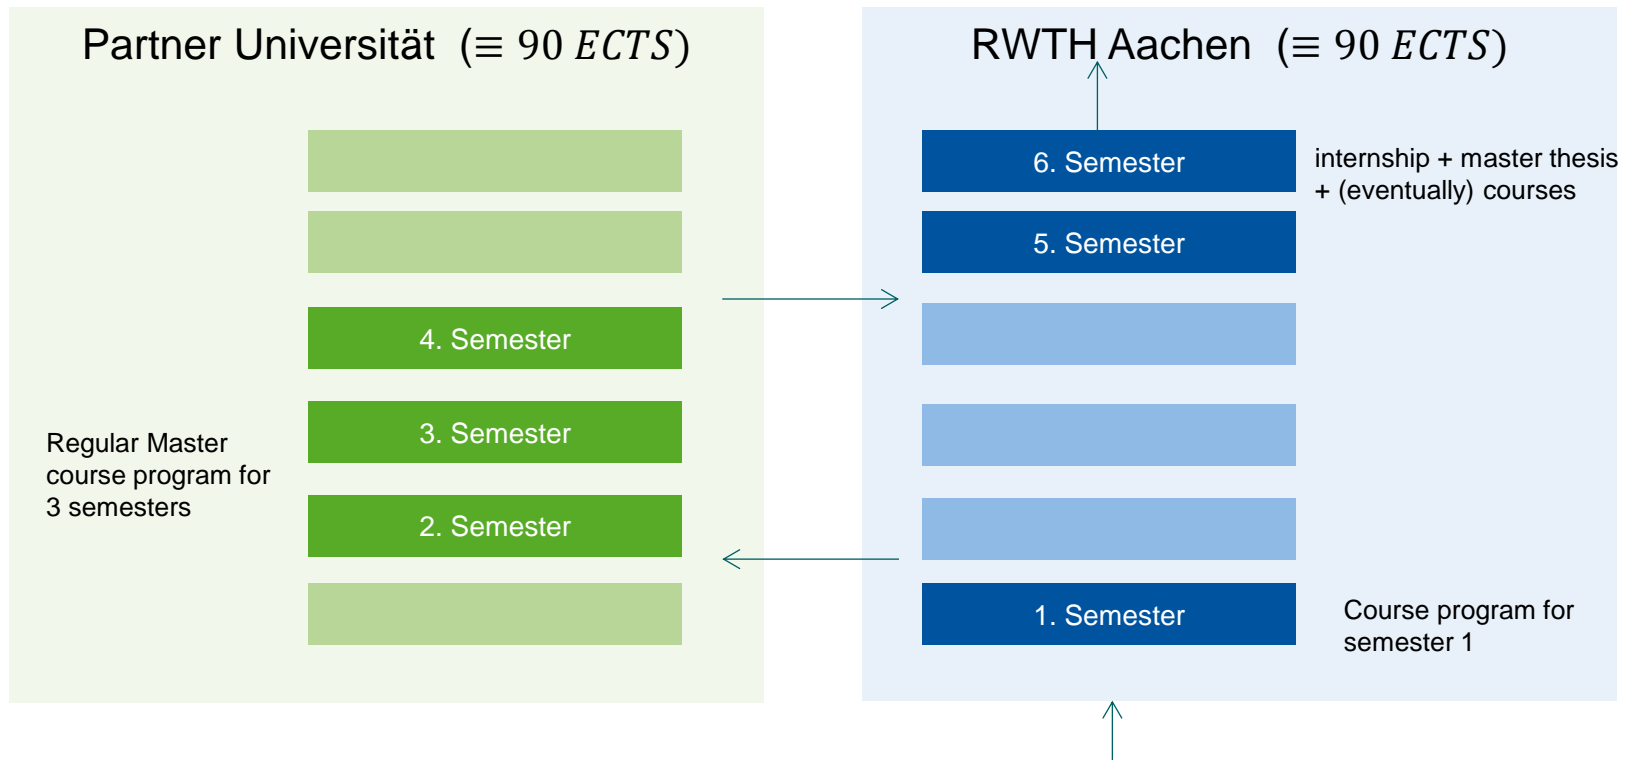 Partner Universität (≡ 90 ECTS)
4. Semester
3. Semester
2. Semester
Regular Master
course program for
3 semesters
RWTH Aachen (≡ 90 ECTS)
6. Semester
internship + master thesis
+ (eventually) courses
5. Semester
1. Semester
Course program for
semester 1